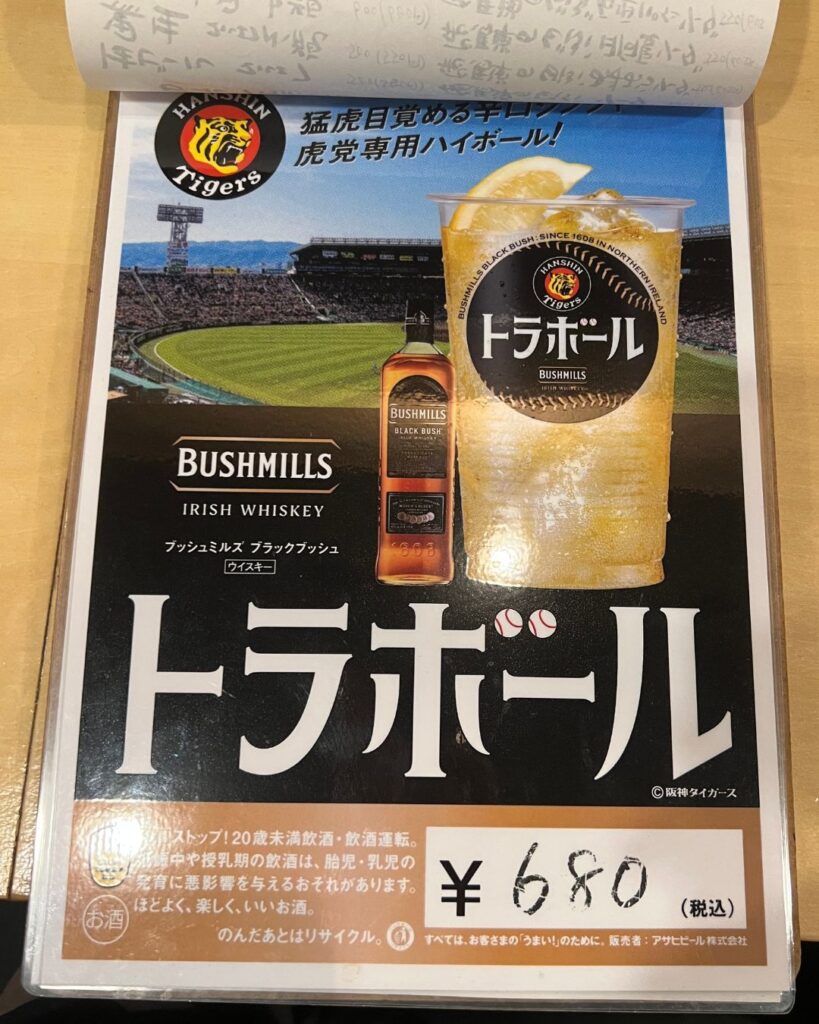 HANSHIN
Tigers
猛虎目覚める辛口
虎党専用ハイボール!
BUSHMILLS BLACK BUSH : SINCE 1608 IN NORTHERN IRELAND
HANSHIN
Tigers
トラボール
BUSHMILLS
IRISH WHISKEY
BUSHMILLS
BLACK BUSH
IRISH WHISKEY
1608
BUSHMILLS
IRISH WHISKEY
ブッシュミルズ ブラックブッシュ
ウイスキー
トラボール
©阪神タイガース
ストップ! 20歳未満飲酒・飲酒運転。
中や授乳期の飲酒は、胎児・乳児の
発育に悪影響を与えるおそれがあります。
ほどよく、楽しく、いいお酒。
のんだあとはリサイクル。
お酒
¥ 680 (税込)
すべては、お客さまの「うまい!」のために。 販売者:アサヒビール株式会社